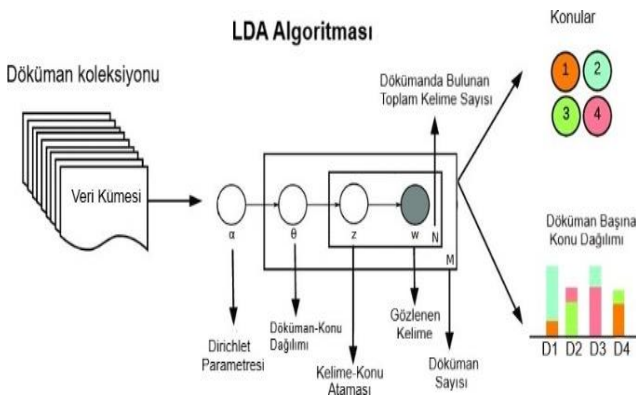 LDA Algoritması
Döküman koleksiyonu
Veri Kümesi
α
θ
z
w
N
M
Dökümanda Bulunan
Toplam Kelime Sayısı
Dirichlet
Parametresi
Döküman-Konu
Dağılımı
Kelime-Konu
Ataması
Gözlenen
Kelime
Döküman
Sayısı
Konular
1
2
3
4
Döküman Başına
Konu Dağılımı
D1 D2 D3 D4